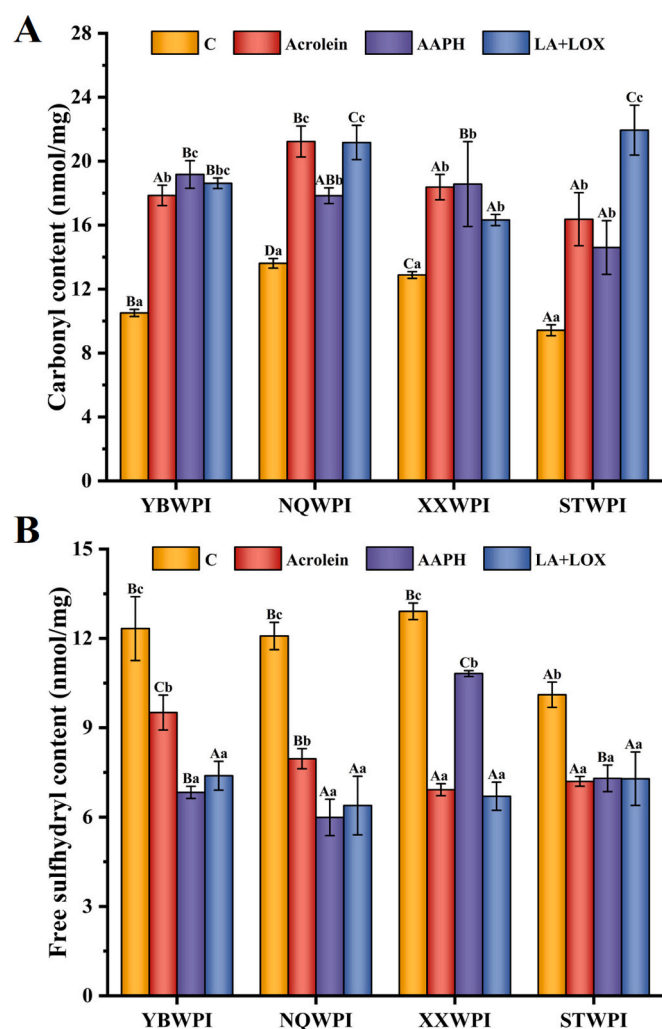 A
C Acrolein AAPH LA+LOX
Carbonyl content (nmol/mg)
28
24
20
16
12
8
4
0
Ba Ab Bc Bbc
Da Bc ABb Cc
Ca Ab Bb Ab
Aa Ab Ab Cc
YBWPI NQWPI XXWPI STWPI
B
C Acrolein AAPH LA+LOX
Free sulfhydryl content (nmol/mg)
15
12
9
6
3
0
Bc Cb Ba Aa
Bc Bb Aa Aa
Bc Aa Cb Aa
Ab Aa Ba Aa
YBWPI NQWPI XXWPI STWPI